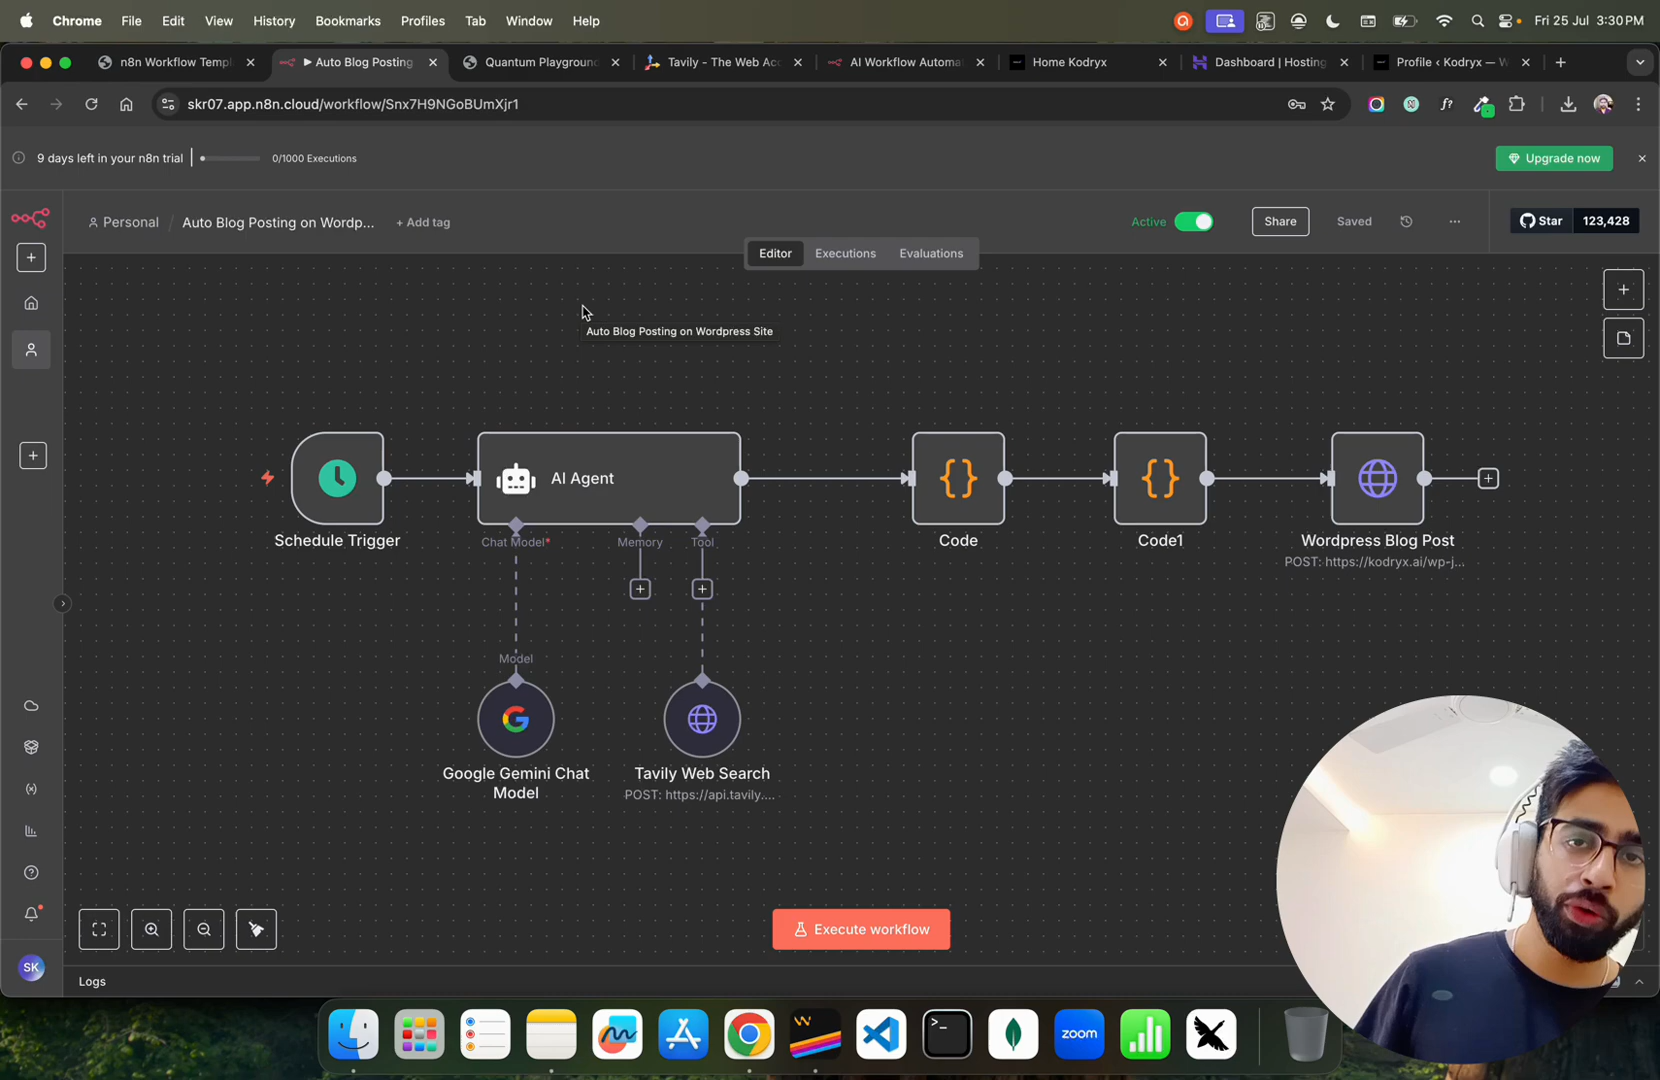 Chrome File Edit View History Bookmarks Profiles Tab Window Help
Fri 25 Jul 3:30PM
n8n Workflow Templ
Auto Blog Posting
Quantum Playground
Tavily - The Web Acc
AI Workflow Automat
Home Kodryx
Dashboard | Hosting
Profile ‹ Kodryx — W
skr07.app.n8n.cloud/workflow/Snx7H9NGoBUmXjr1
f?
9 days left in your n8n trial
0/1000 Executions
Upgrade now
Personal / Auto Blog Posting on Wordp... + Add tag
Active
Share
Saved
...
Star 123,428
Editor Executions Evaluations
Auto Blog Posting on Wordpress Site
AI Agent
{}
{}
Schedule Trigger
Chat Model*
Memory
Tool
Code
Code1
Wordpress Blog Post
POST: https://kodryx.ai/wp-j...
Model
Google Gemini Chat
Model
Tavily Web Search
POST: https://api.tavily....
Execute workflow
SK
Logs
zoom